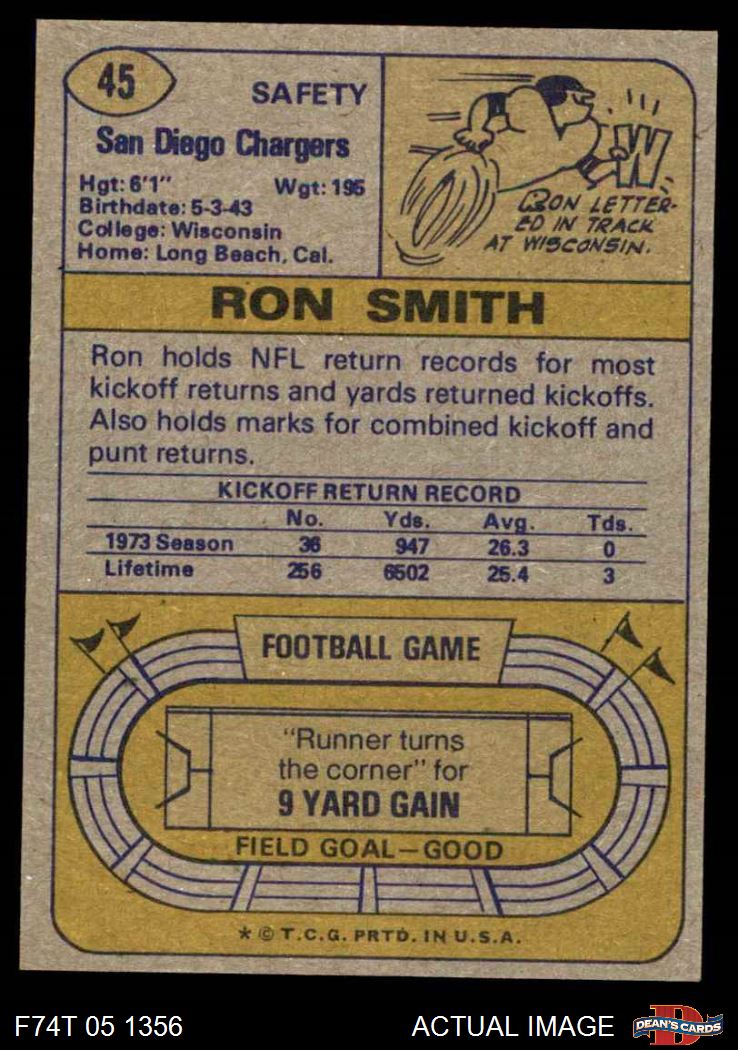 45
SAFETY
San Diego Chargers
Hgt: 6'1" Wgt: 195
Birthdate: 5-3-43
College: Wisconsin
Home: Long Beach, Cal.
W
RON LETTER-
ED IN TRACK
AT WISCONSIN.
RON SMITH
Ron holds NFL return records for most
kickoff returns and yards returned kickoffs.
Also holds marks for combined kickoff and
punt returns.
KICKOFF RETURN RECORD
No. Yds. Avg. Tds.
1973 Season 36 947 26.3 0
Lifetime 256 6502 25.4 3
FOOTBALL GAME
"Runner turns
the corner" for
9 YARD GAIN
FIELD GOAL—GOOD
* © T.C.G. PRTD. IN U.S.A.
F74T 05 1356 ACTUAL IMAGE
D
DEAN'S CARDS